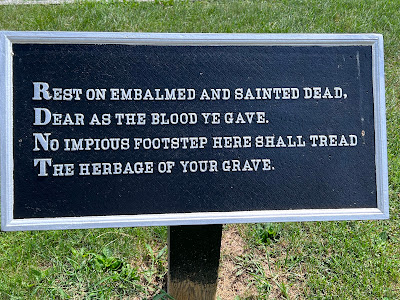 Rest on embalmed and sainted dead,
Dear as the blood ye gave.
No impious footstep here shall tread
The herbage of your grave.